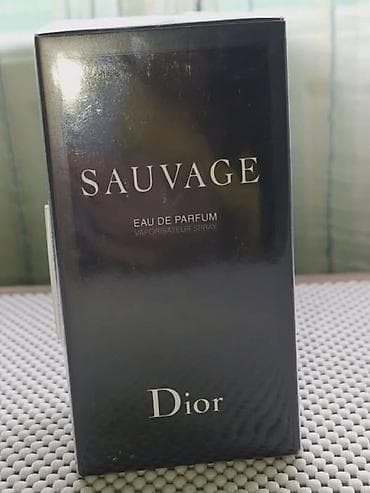 SAUVAGE
EAU DE PARFUM
VAPORISATEUR SPRAY
Dior